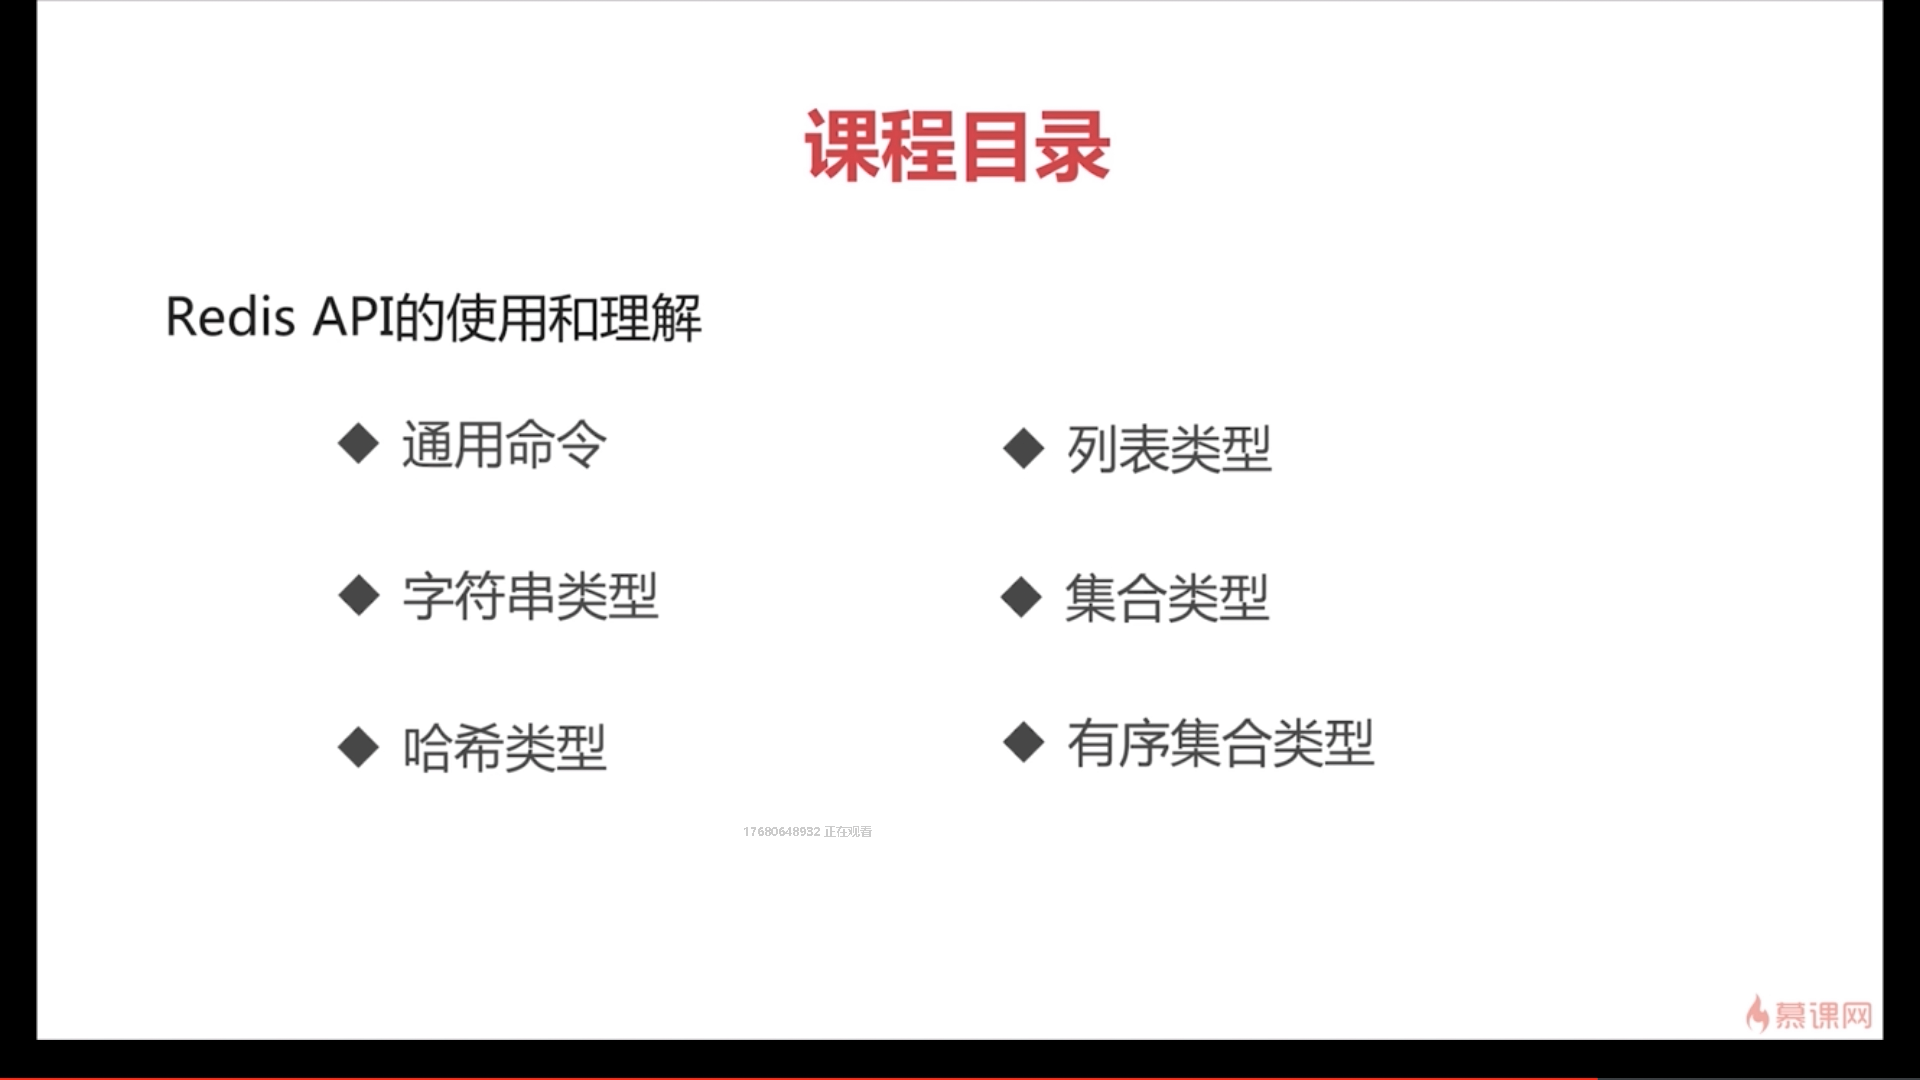 课程目录
Redis API的使用和理解
◆ 通用命令
◆ 字符串类型
◆ 哈希类型
◆ 列表类型
◆ 集合类型
◆ 有序集合类型
17680648932 正在观看
慕课网